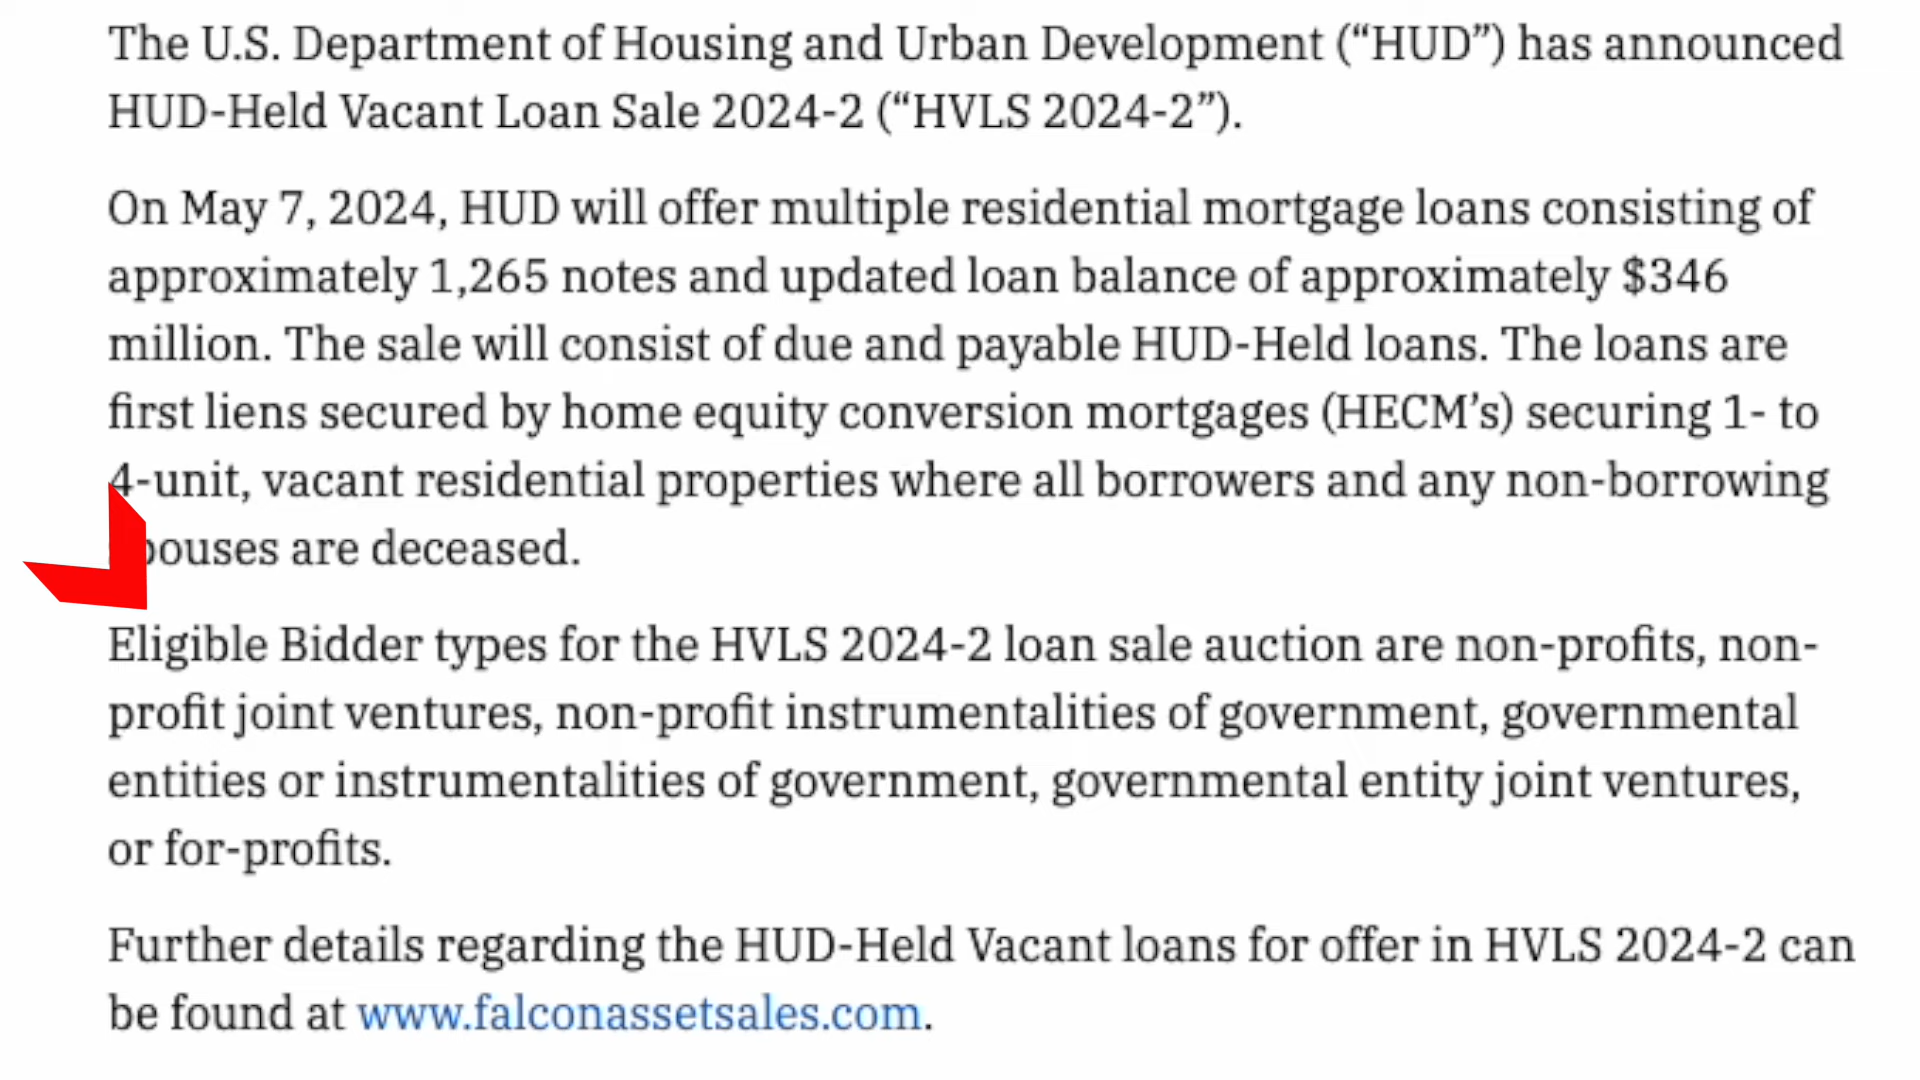 The U.S. Department of Housing and Urban Development (“HUD”) has announced
HUD-Held Vacant Loan Sale 2024-2 (“HVLS 2024-2”).
On May 7, 2024, HUD will offer multiple residential mortgage loans consisting of
approximately 1,265 notes and updated loan balance of approximately $346
million. The sale will consist of due and payable HUD-Held loans. The loans are
first liens secured by home equity conversion mortgages (HECM’s) securing 1- to
4-unit, vacant residential properties where all borrowers and any non-borrowing
pouses are deceased.
Eligible Bidder types for the HVLS 2024-2 loan sale auction are non-profits, non-
profit joint ventures, non-profit instrumentalities of government, governmental
entities or instrumentalities of government, governmental entity joint ventures,
or for-profits.
Further details regarding the HUD-Held Vacant loans for offer in HVLS 2024-2 can
be found at www.falconassetsales.com.